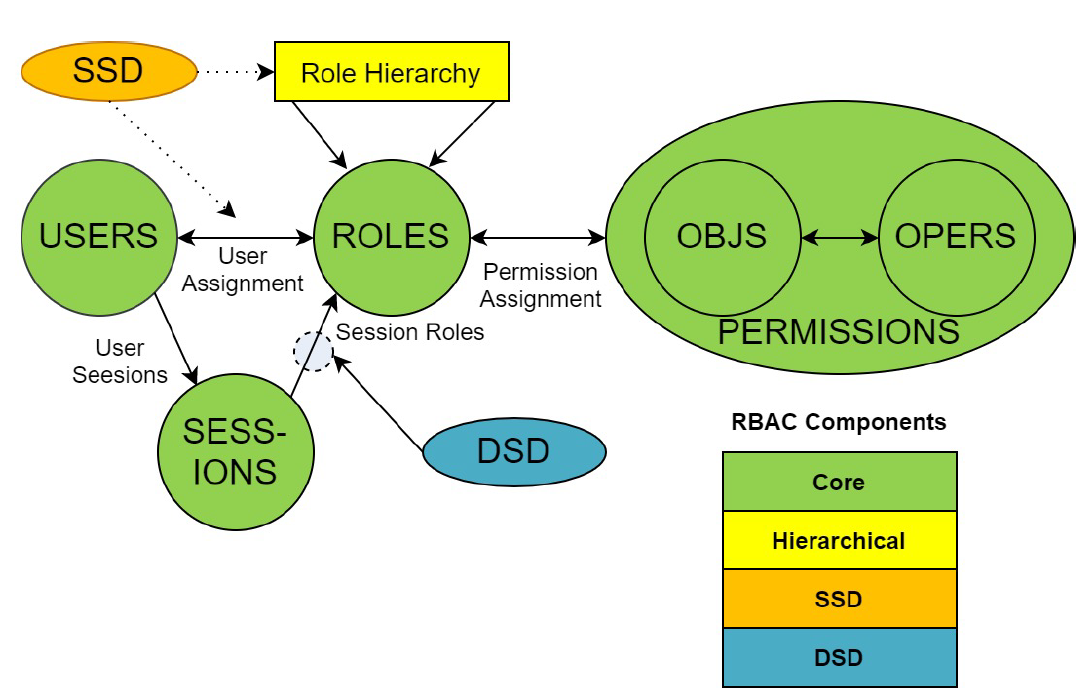 SSD
Role Hierarchy
USERS
ROLES
OBJS
OPERS
User
Assignment
Permission
Assignment
PERMISSIONS
Session Roles
User
Seesions
SESS-
IONS
DSD
RBAC Components
Core
Hierarchical
SSD
DSD